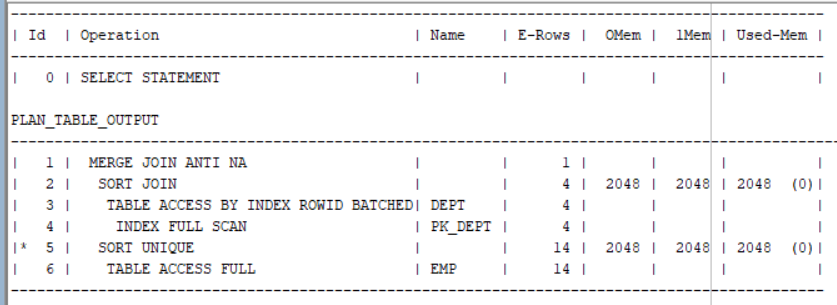 --------------------------------------------------------------------------------------------------
| Id  | Operation                            | Name    | E-Rows |  OMem |  1Mem | Used-Mem |
--------------------------------------------------------------------------------------------------
|   0 | SELECT STATEMENT                     |         |        |       |       |          |
PLAN_TABLE_OUTPUT
--------------------------------------------------------------------------------------------------
|   1 |  MERGE JOIN ANTI NA                  |         |      1 |       |       |          |
|   2 |   SORT JOIN                          |         |      4 |  2048 |  2048 | 2048  (0)|
|   3 |    TABLE ACCESS BY INDEX ROWID BATCHED| DEPT    |      4 |       |       |          |
|   4 |     INDEX FULL SCAN                  | PK_DEPT |      4 |       |       |          |
|*  5 |   SORT UNIQUE                        |         |     14 |  2048 |  2048 | 2048  (0)|
|   6 |    TABLE ACCESS FULL                 | EMP     |     14 |       |       |          |
--------------------------------------------------------------------------------------------------